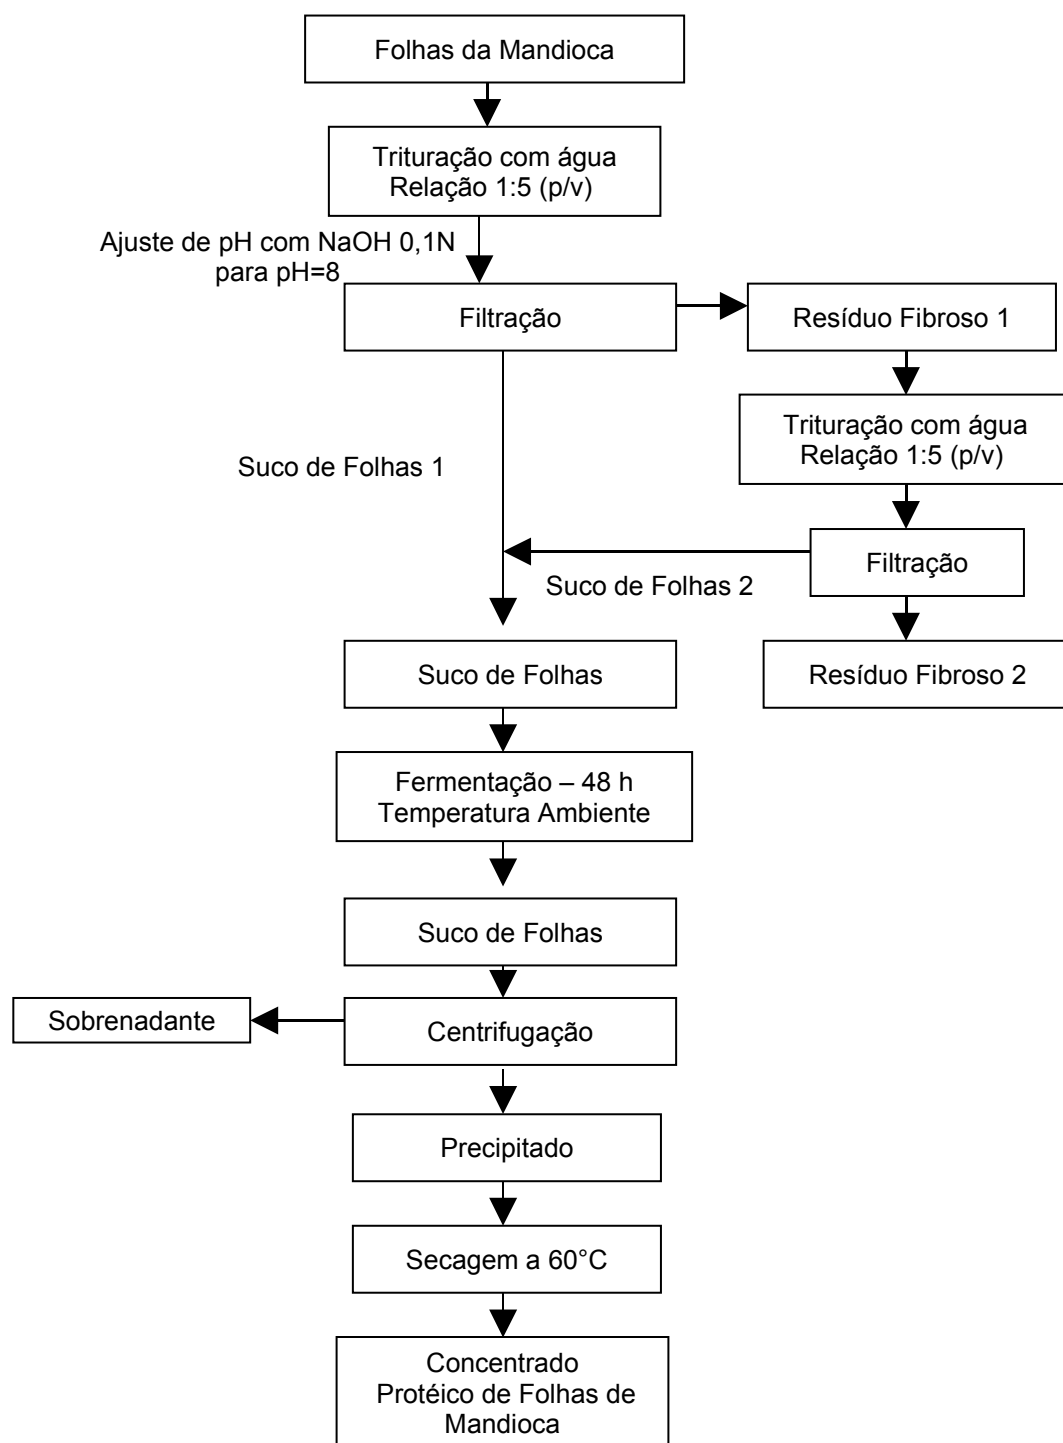 Folhas da Mandioca
Trituração com água
Relação 1:5 (p/v)
Ajuste de pH com NaOH 0,1N
para pH=8
Filtração
Resíduo Fibroso 1
Trituração com água
Relação 1:5 (p/v)
Suco de Folhas 1
Filtração
Suco de Folhas 2
Suco de Folhas
Resíduo Fibroso 2
Fermentação – 48 h
Temperatura Ambiente
Suco de Folhas
Sobrenadante
Centrifugação
Precipitado
Secagem a 60°C
Concentrado
Protéico de Folhas de
Mandioca